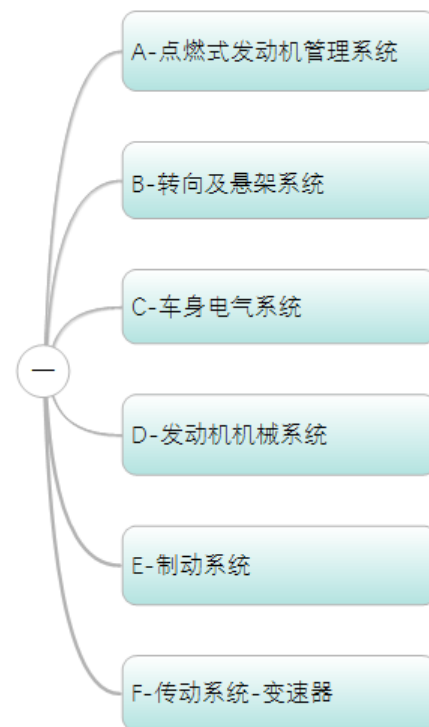 A-点燃式发动机管理系统
B-转向及悬架系统
C-车身电气系统
D-发动机机械系统
E-制动系统
F-传动系统-变速器